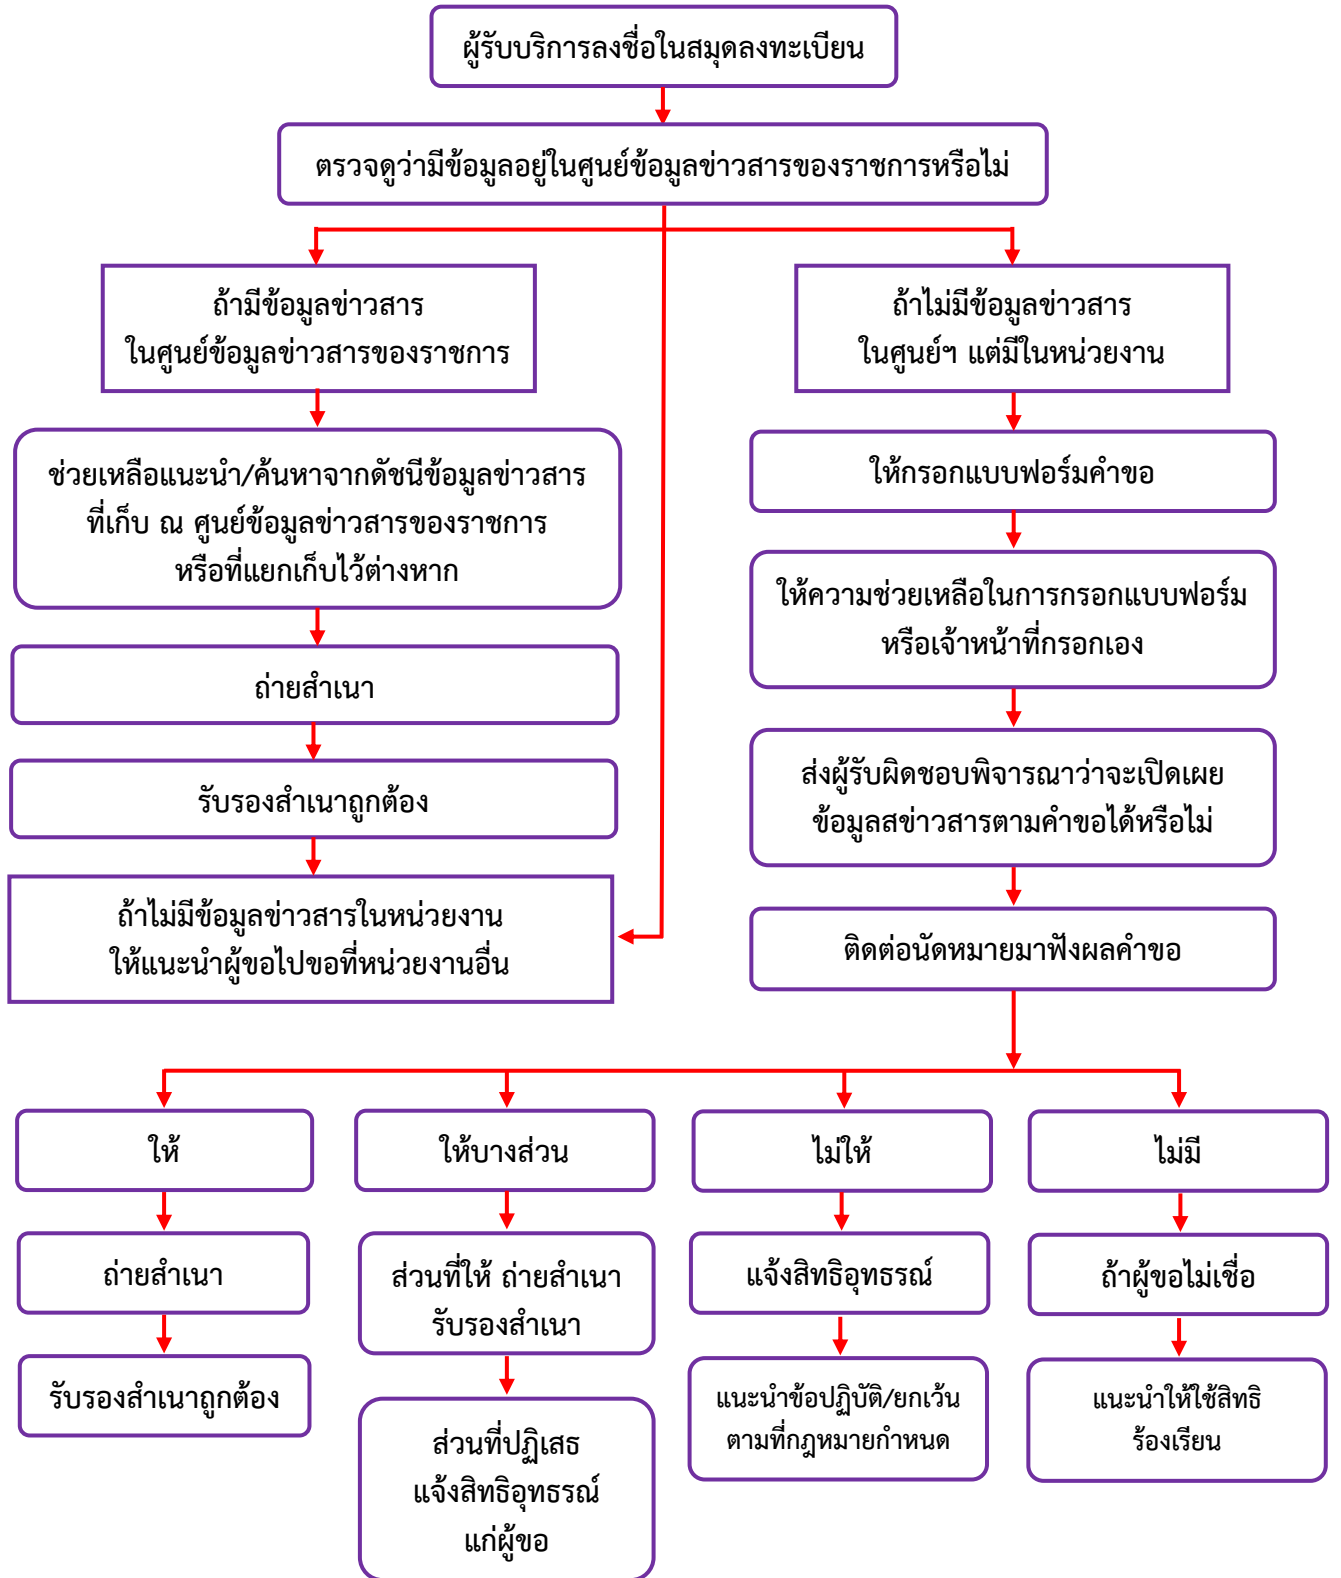 ผู้รับบริการลงชื่อในสมุดลงทะเบียน
ตรวจดูว่ามีข้อมูลอยู่ในศูนย์ข้อมูลข่าวสารของราชการหรือไม่
ถ้ามีข้อมูลข่าวสาร
ในศูนย์ข้อมูลข่าวสารของราชการ
ช่วยเหลือแนะนำ/ค้นหาจากดัชนีข้อมูลข่าวสาร
ที่เก็บ ณ ศูนย์ข้อมูลข่าวสารของราชการ
หรือที่แยกเก็บไว้ต่างหาก
ถ่ายสำเนา
รับรองสำเนาถูกต้อง
ถ้าไม่มีข้อมูลข่าวสารในหน่วยงาน
ให้แนะนำผู้ขอไปขอที่หน่วยงานอื่น
ถ้าไม่มีข้อมูลข่าวสาร
ในศูนย์ฯ แต่มีในหน่วยงาน
ให้กรอกแบบฟอร์มคำขอ
ให้ความช่วยเหลือในการกรอกแบบฟอร์ม
หรือเจ้าหน้าที่กรอกเอง
ส่งผู้รับผิดชอบพิจารณาว่าจะเปิดเผย
ข้อมูลสข่าวสารตามคำขอได้หรือไม่
ติดต่อนัดหมายมาฟังผลคำขอ
ให้
ถ่ายสำเนา
รับรองสำเนาถูกต้อง
ให้บางส่วน
ส่วนที่ให้ ถ่ายสำเนา
รับรองสำเนา
ส่วนที่ปฏิเสธ
แจ้งสิทธิอุทธรณ์
แก่ผู้ขอ
ไม่ให้
แจ้งสิทธิอุทธรณ์
แนะนำข้อปฏิบัติ/ยกเว้น
ตามที่กฎหมายกำหนด
ไม่มี
ถ้าผู้ขอไม่เชื่อ
แนะนำให้ใช้สิทธิ
ร้องเรียน